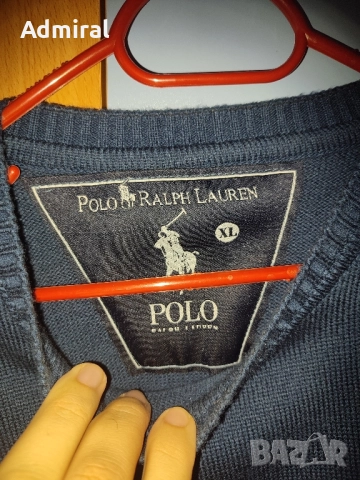 Admiral
POLO RALPH LAUREN
XL
POLO
RALPH LAUREN
BAZAR